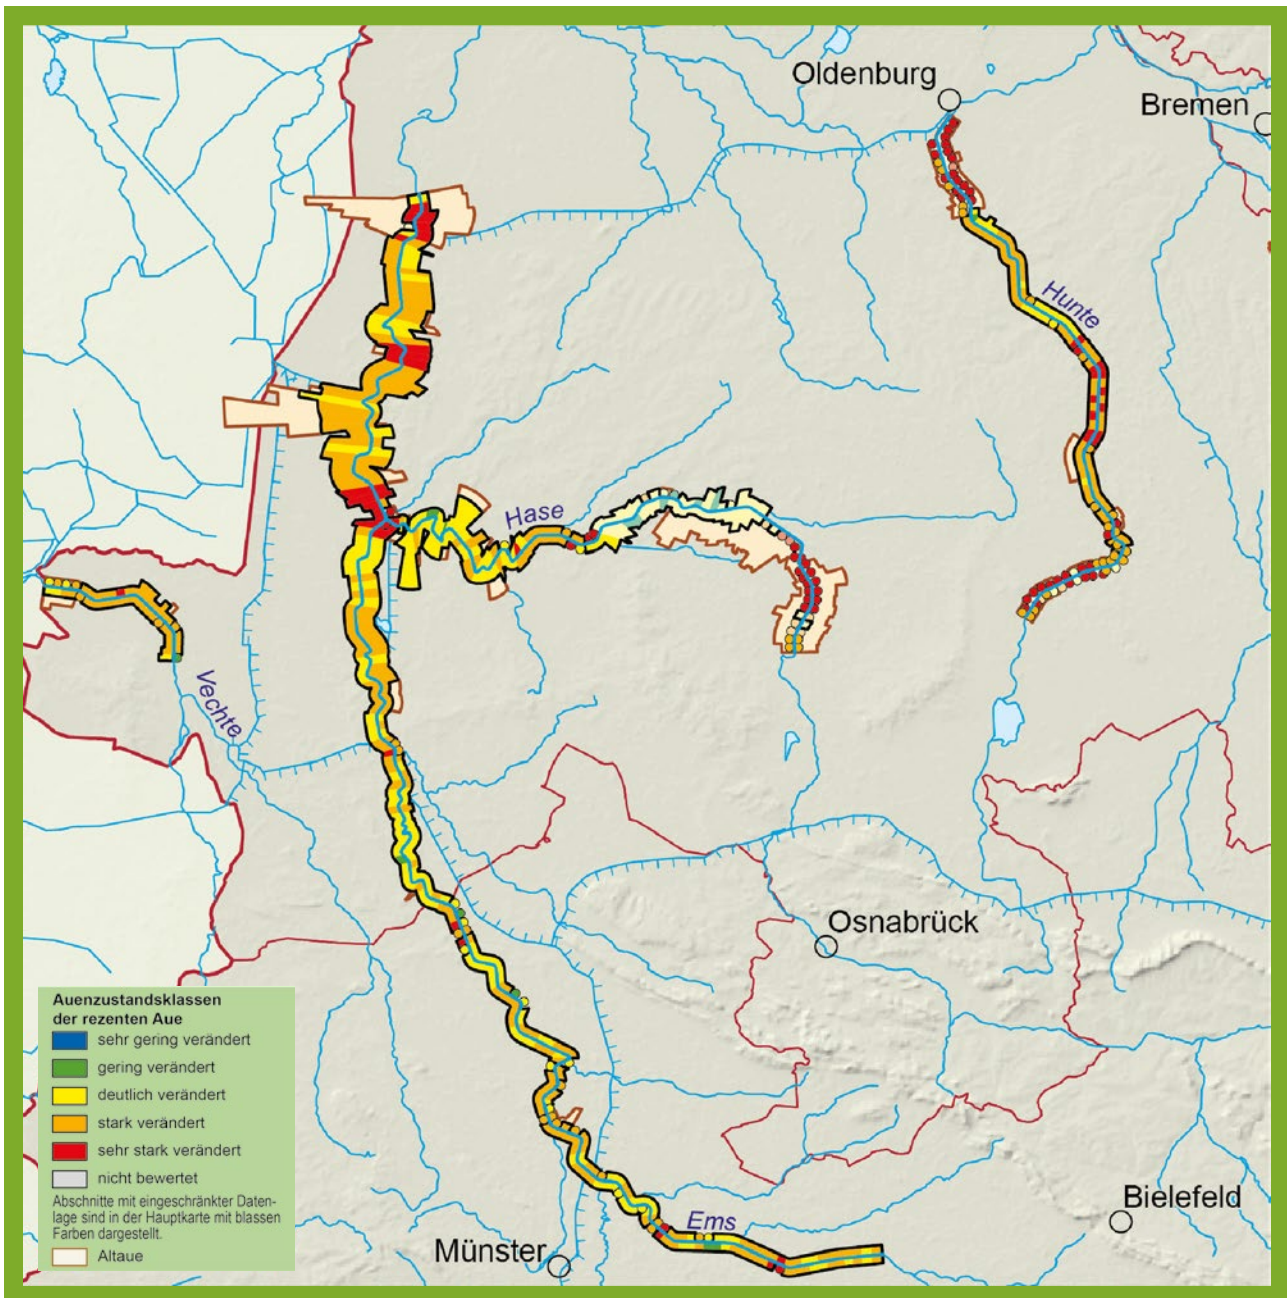 Oldenburg
Bremen
Hunte
Hase
Vechte
Osnabrück
Auenzustandsklassen
der rezenten Aue
sehr gering verändert
gering verändert
deutlich verändert
stark verändert
sehr stark verändert
nicht bewertet
Abschnitte mit eingeschränkter Daten-
lage sind in der Hauptkarte mit blassen
Farben dargestellt.
Altaue
Bielefeld
Ems
Münster